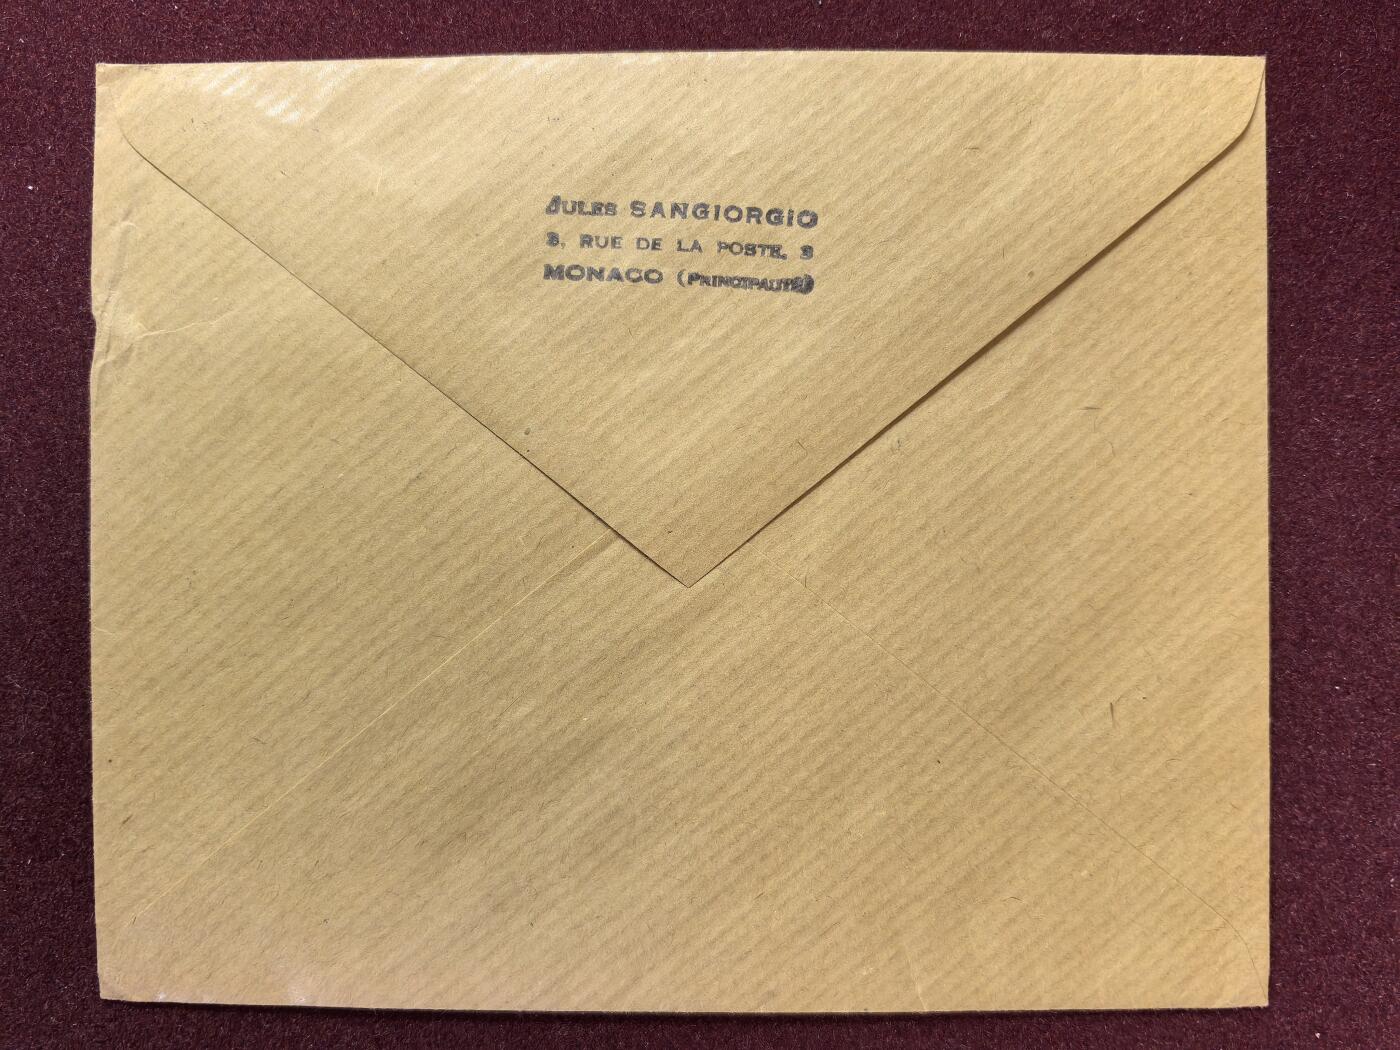 JULES SANGIORGIO
3, RUE DE LA POSTE, 3
MONACO (PRINCIPAUTÉ)